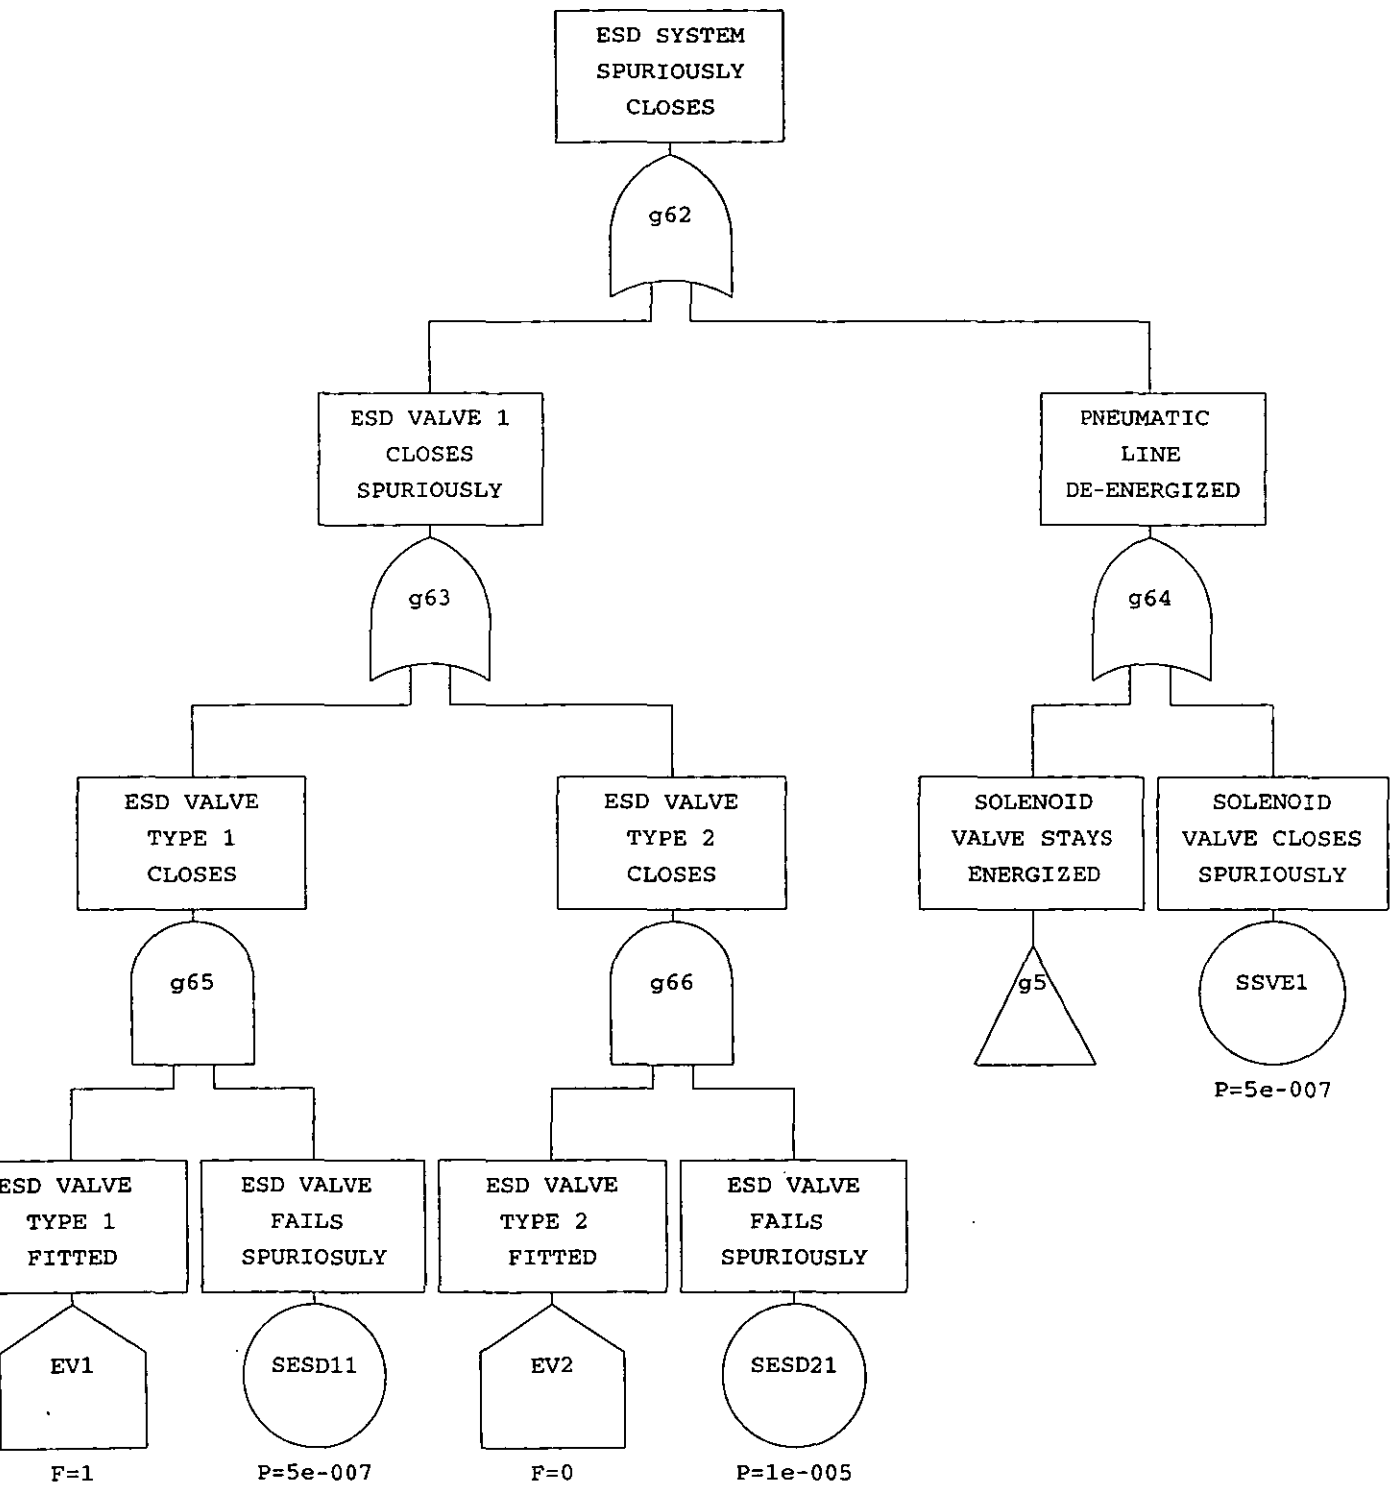 ESD SYSTEM
SPURIOUSLY
CLOSES
g62
ESD VALVE 1
CLOSES
SPURIOUSLY
PNEUMATIC
LINE
DE-ENERGIZED
g63
g64
ESD VALVE
TYPE 1
CLOSES
ESD VALVE
TYPE 2
CLOSES
SOLENOID
VALVE STAYS
ENERGIZED
SOLENOID
VALVE CLOSES
SPURIOUSLY
g65
g66
g5
SSVE1
P=5e-007
ESD VALVE
TYPE 1
FITTED
ESD VALVE
FAILS
SPURIOSULY
ESD VALVE
TYPE 2
FITTED
ESD VALVE
FAILS
SPURIOUSLY
EV1
SESD11
EV2
SESD21
F=1
P=5e-007
F=0
P=1e-005